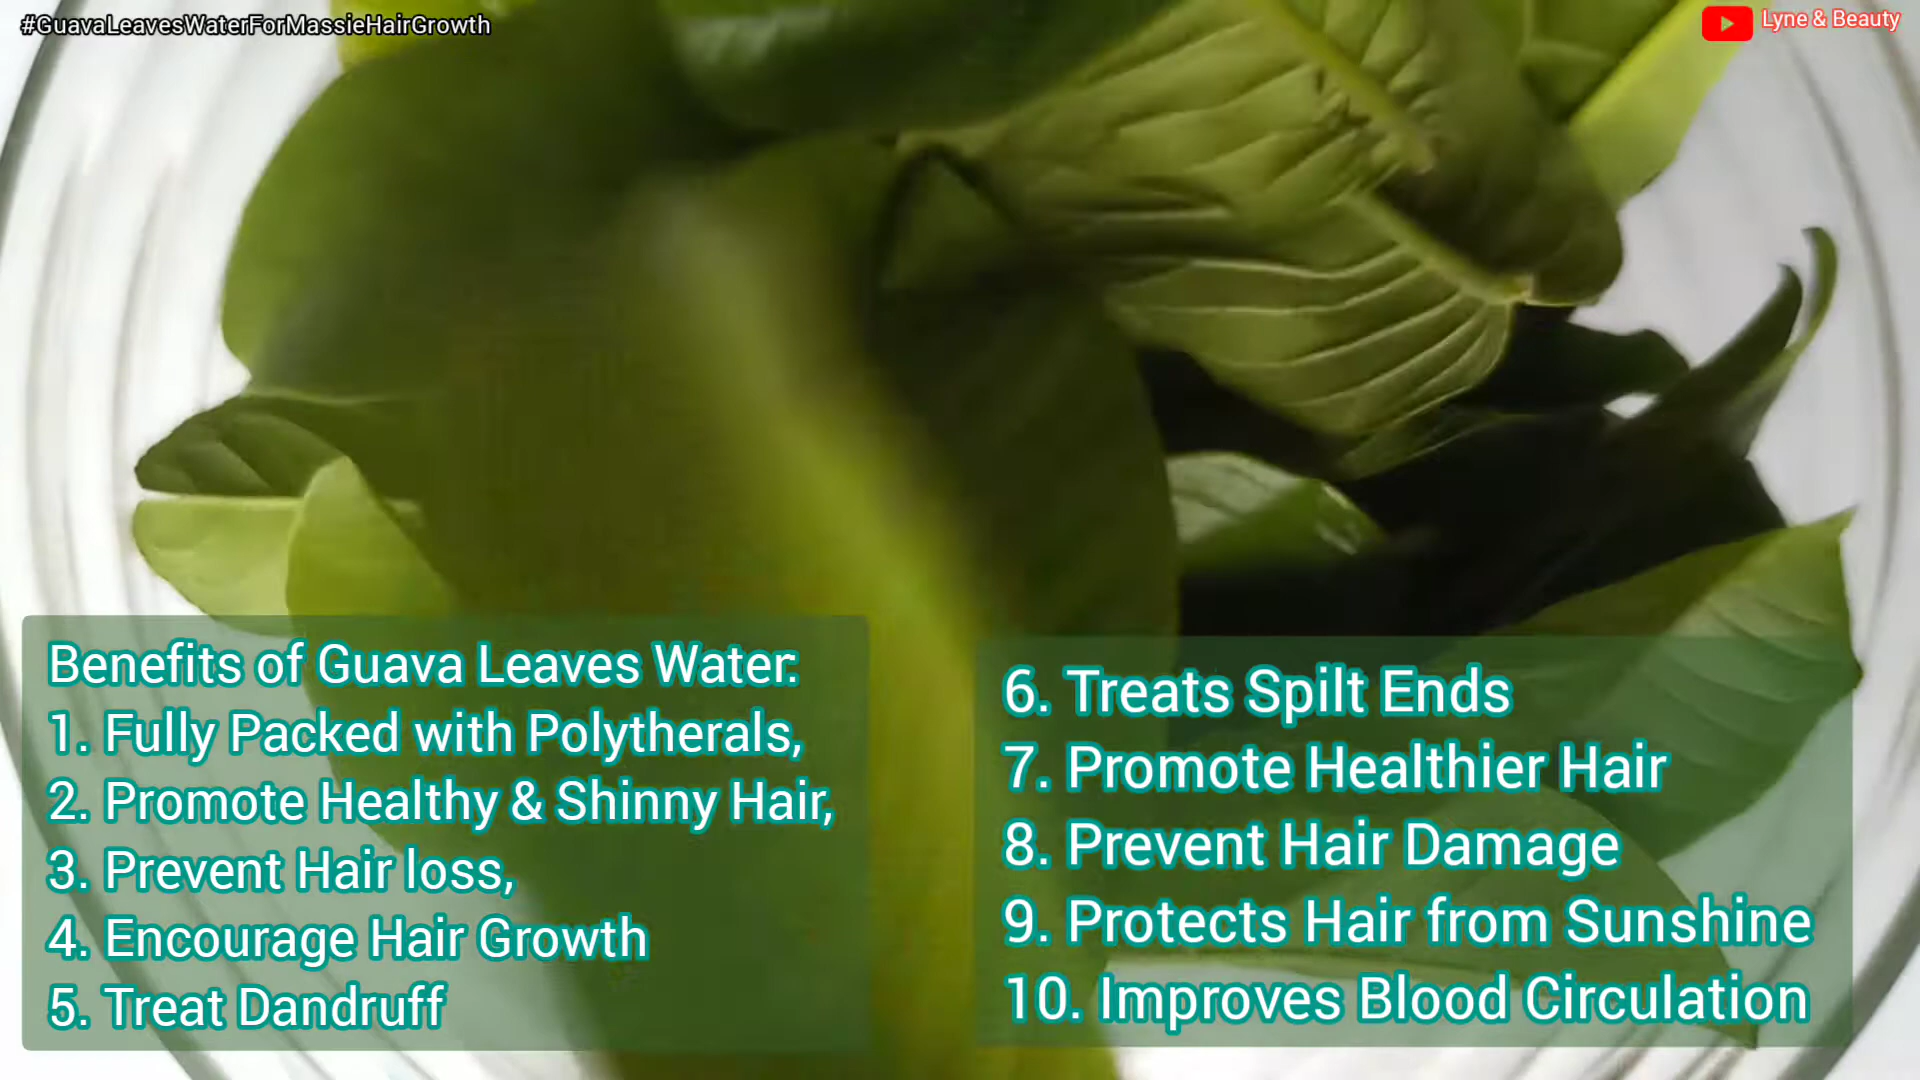 #GuavaLeavesWaterForMassieHairGrowth
Lyne & Beauty
Benefits of Guava Leaves Water:
1. Fully Packed with Polytherals,
2. Promote Healthy & Shinny Hair,
3. Prevent Hair loss,
4. Encourage Hair Growth
5. Treat Dandruff
6. Treats Spilt Ends
7. Promote Healthier Hair
8. Prevent Hair Damage
9. Protects Hair from Sunshine
10. Improves Blood Circulation